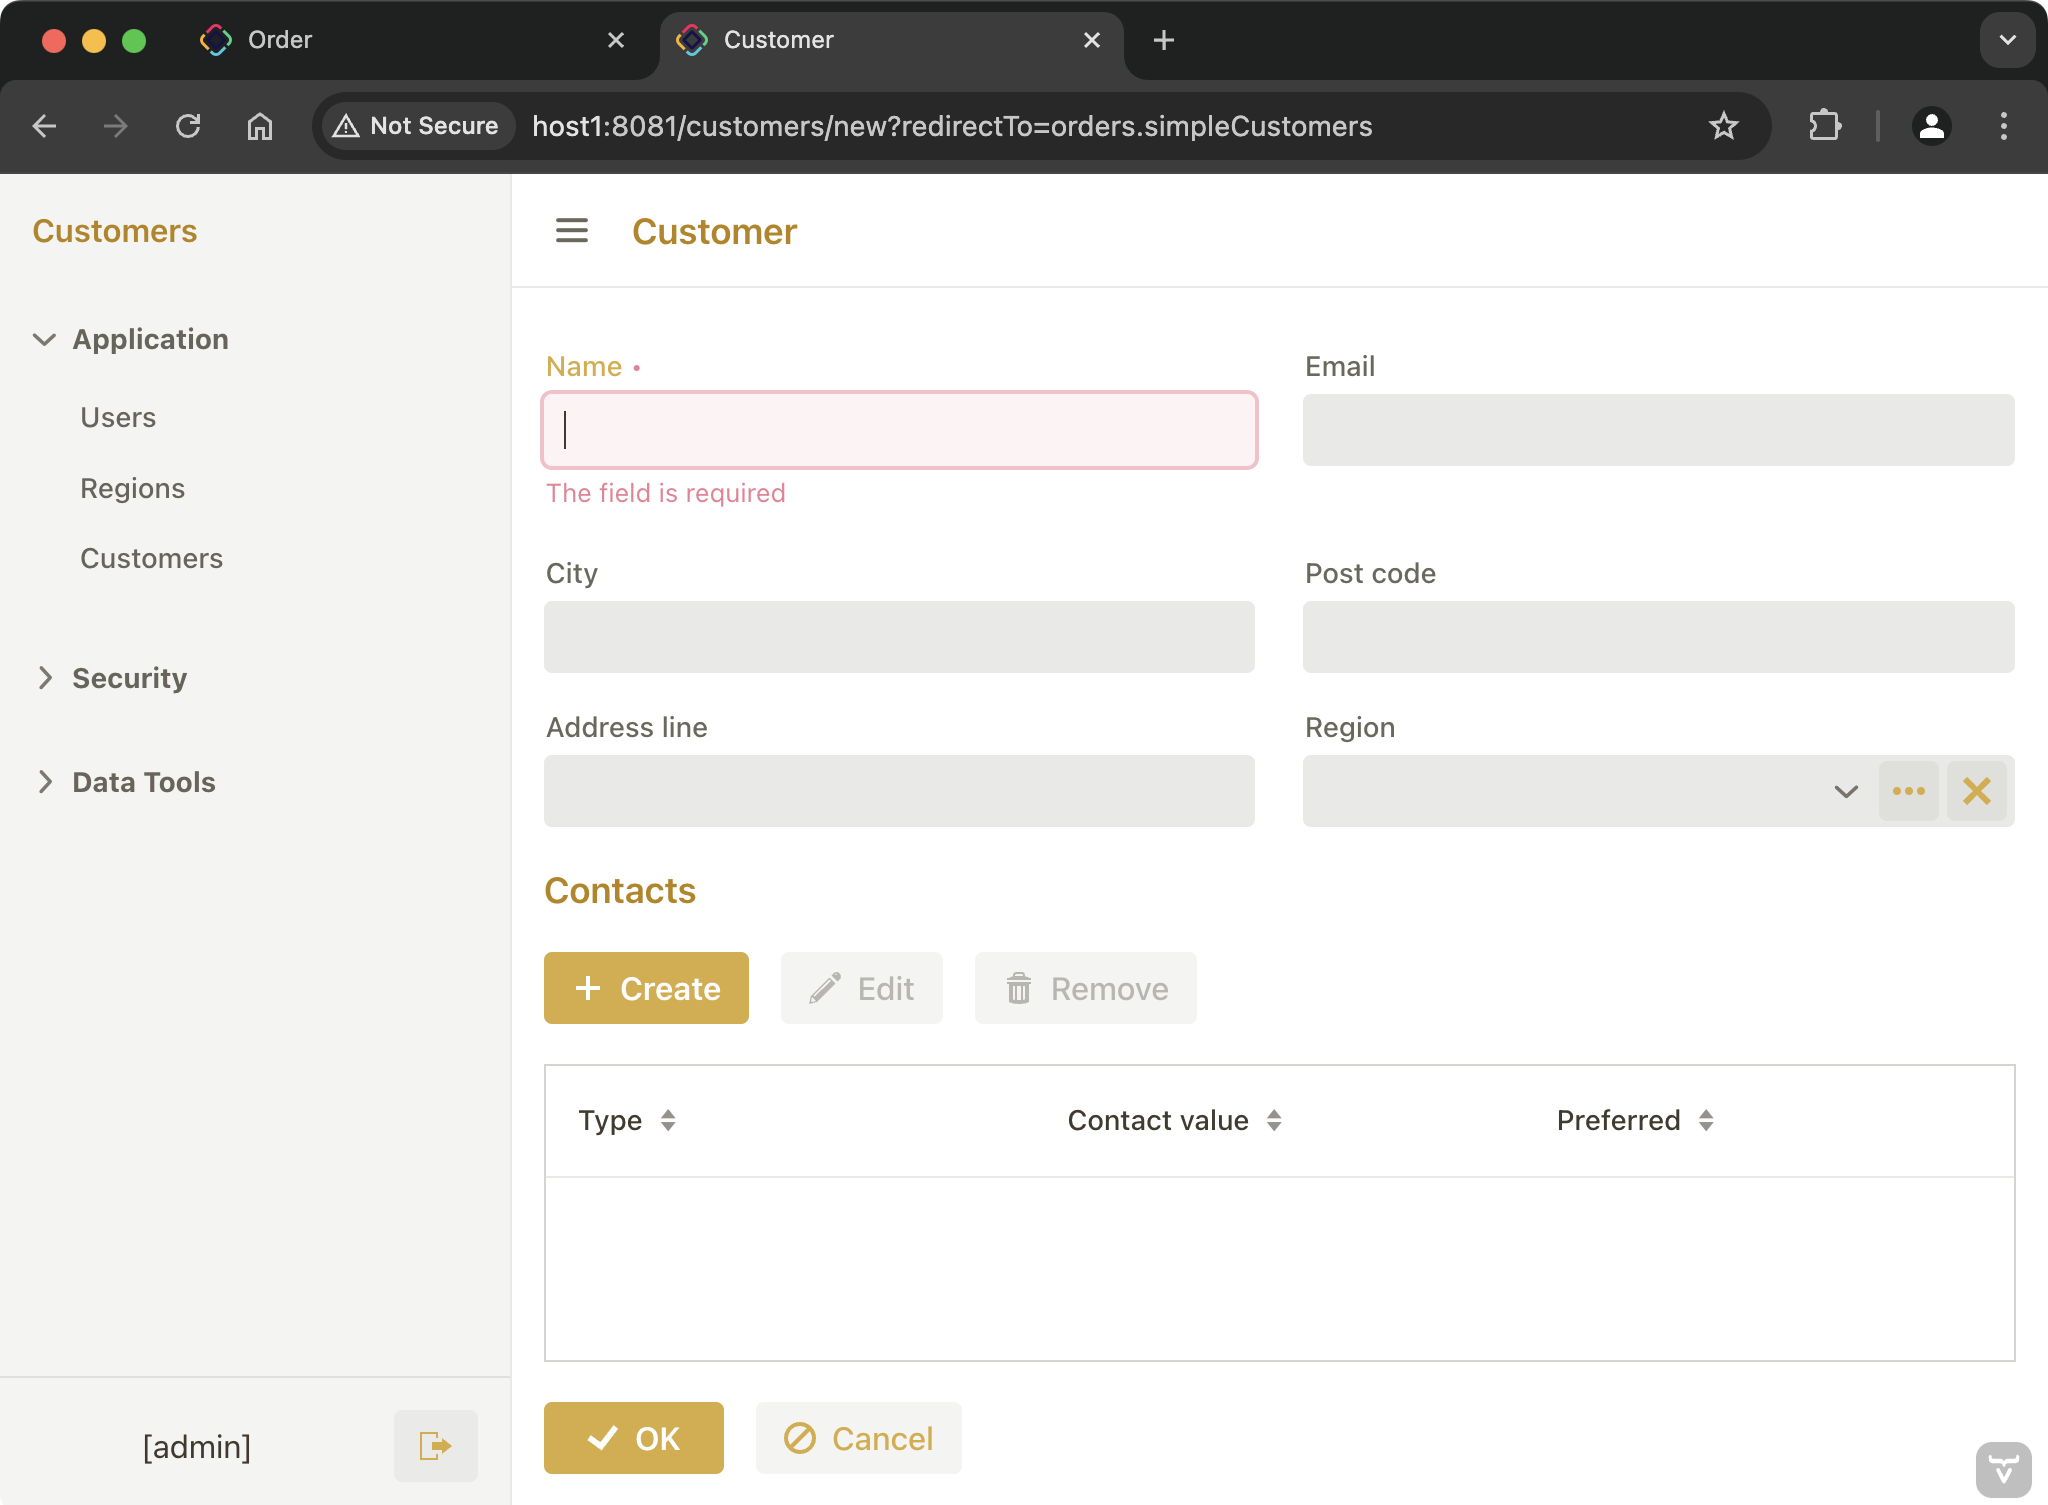 Order
Customer
Not Secure
host1:8081/customers/new?redirectTo=orders.simpleCustomers
Customers
Application
Users
Regions
Customers
Security
Data Tools
[admin]
Customer
Name •
Email
The field is required
City
Post code
Address line
Region
Contacts
Create
Edit
Remove
Type
Contact value
Preferred
OK
Cancel